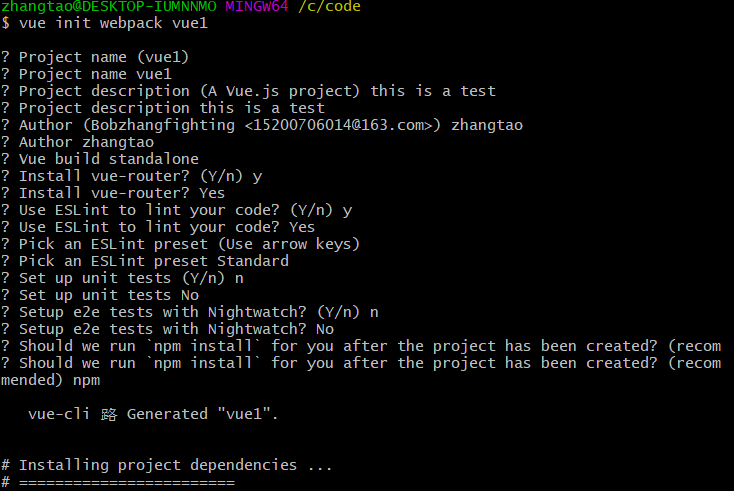 zhangtao@DESKTOP-IUMNNMO MINGW64 /c/code
$ vue init webpack vue1
? Project name (vue1)
? Project name vue1
? Project description (A Vue.js project) this is a test
? Project description this is a test
? Author (Bobzhangfighting <15200706014@163.com>) zhangtao
? Author zhangtao
? Vue build standalone
? Install vue-router? (Y/n) y
? Install vue-router? Yes
? Use ESLint to lint your code? (Y/n) y
? Use ESLint to lint your code? Yes
? Pick an ESLint preset (Use arrow keys)
? Pick an ESLint preset Standard
? Set up unit tests (Y/n) n
? Set up unit tests No
? Setup e2e tests with Nightwatch? (Y/n) n
? Setup e2e tests with Nightwatch? No
? Should we run `npm install` for you after the project has been created? (recom
? Should we run `npm install` for you after the project has been created? (recom
mended) npm
vue-cli 路 Generated "vue1".
# Installing project dependencies ...
# ========================